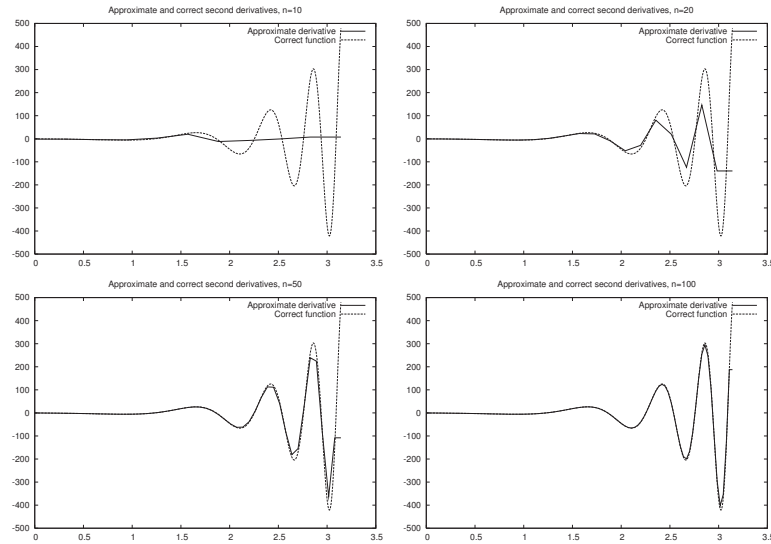 Approximate and correct second derivatives, n=10
500
400
300
200
100
0
-100
-200
-300
-400
-500
0 0.5 1 1.5 2 2.5 3 3.5
Approximate derivative
Correct function
Approximate and correct second derivatives, n=20
500
400
300
200
100
0
-100
-200
-300
-400
-500
0 0.5 1 1.5 2 2.5 3 3.5
Approximate derivative
Correct function
Approximate and correct second derivatives, n=50
500
400
300
200
100
0
-100
-200
-300
-400
-500
0 0.5 1 1.5 2 2.5 3 3.5
Approximate derivative
Correct function
Approximate and correct second derivatives, n=100
500
400
300
200
100
0
-100
-200
-300
-400
-500
0 0.5 1 1.5 2 2.5 3 3.5
Approximate derivative
Correct function